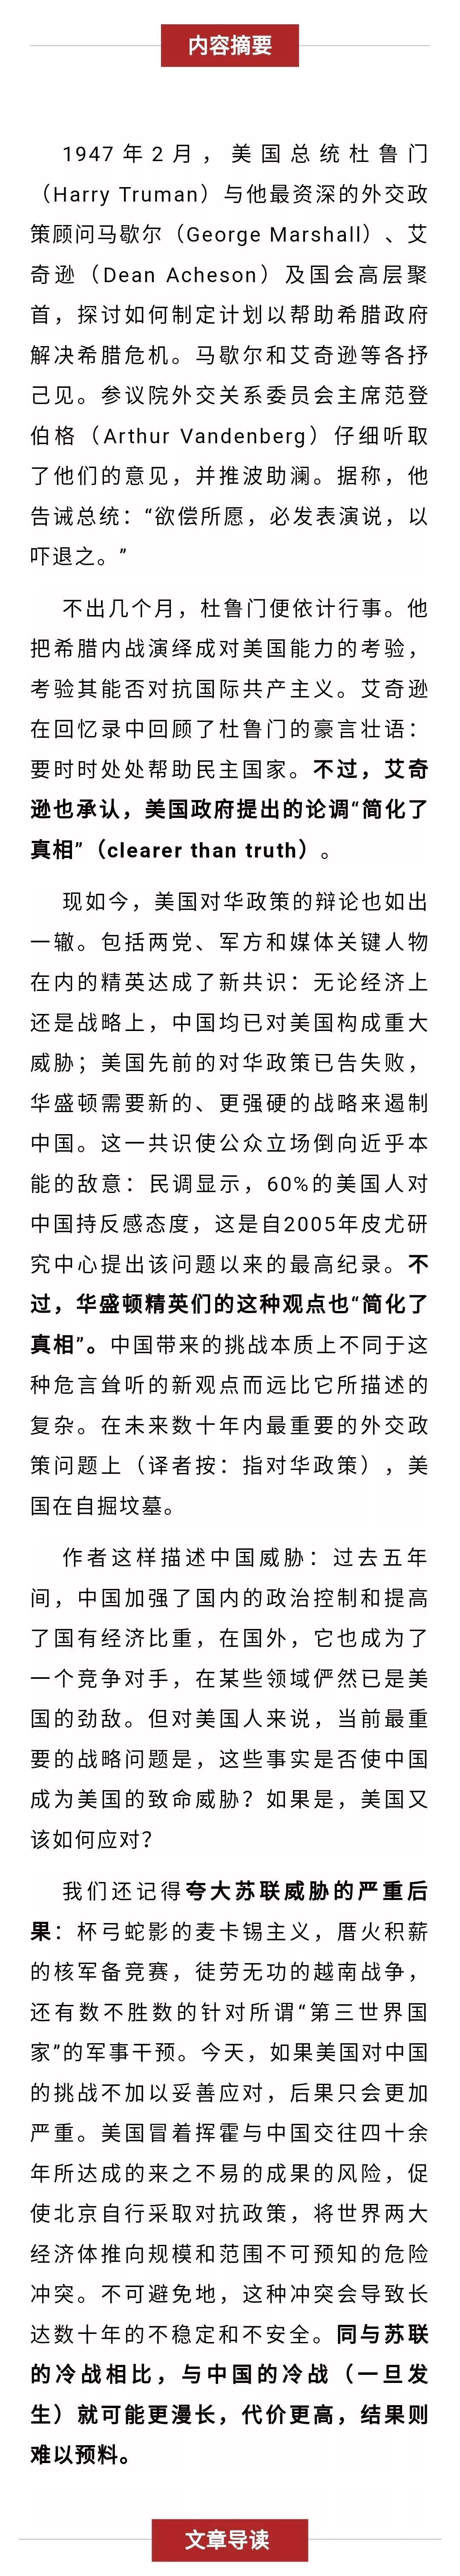 内容摘要
1947年2月，美国总统杜鲁门
（Harry Truman）与他最资深的外交政
策顾问马歇尔（George Marshall）、艾
奇逊（Dean Acheson）及国会高层聚
首，探讨如何制定计划以帮助希腊政府
解决希腊危机。马歇尔和艾奇逊等各抒
己见。参议院外交关系委员会主席范登
伯格（Arthur Vandenberg）仔细听取
了他们的意见，并推波助澜。据称，他
告诫总统：“欲偿所愿，必发表演说，以
吓退之。”
不出几个月，杜鲁门便依计行事。他
把希腊内战演绎成对美国能力的考验，
考验其能否对抗国际共产主义。艾奇逊
在回忆录中回顾了杜鲁门的豪言壮语：
要时时处处帮助民主国家。不过，艾奇
逊也承认，美国政府提出的论调“简化了
真相”（clearer than truth）。
现如今，美国对华政策的辩论也如出
一辙。包括两党、军方和媒体关键人物
在内的精英达成了新共识：无论经济上
还是战略上，中国均已对美国构成重大
威胁；美国先前的对华政策已告失败，
华盛顿需要新的、更强硬的战略来遏制
中国。这一共识使公众立场倒向近乎本
能的敌意：民调显示，60%的美国人对
中国持反感态度，这是自2005年皮尤研
究中心提出该问题以来的最高纪录。不
过，华盛顿精英们的这种观点也“简化了
真相”。中国带来的挑战本质上不同于这
种危言耸听的新观点而远比它所描述的
复杂。在未来数十年内最重要的外交政
策问题上（译者按：指对华政策），美
国在自掘坟墓。
作者这样描述中国威胁：过去五年
间，中国加强了国内的政治控制和提高
了国有经济比重，在国外，它也成为了
一个竞争对手，在某些领域俨然已是美
国的劲敌。但对美国人来说，当前最重
要的战略问题是，这些事实是否使中国
成为美国的致命威胁？如果是，美国又
该如何应对？
我们还记得夸大苏联威胁的严重后
果：杯弓蛇影的麦卡锡主义，厝火积薪
的核军备竞赛，徒劳无功的越南战争，
还有数不胜数的针对所谓“第三世界国
家”的军事干预。今天，如果美国对中国
的挑战不加以妥善应对，后果只会更加
严重。美国冒着挥霍与中国交往四十余
年所达成的来之不易的成果的风险，促
使北京自行采取对抗政策，将世界两大
经济体推向规模和范围不可预知的危险
冲突。不可避免地，这种冲突会导致长
达数十年的不稳定和不安全。同与苏联
的冷战相比，与中国的冷战（一旦发
生）就可能更漫长，代价更高，结果则
难以预料。
文章导读